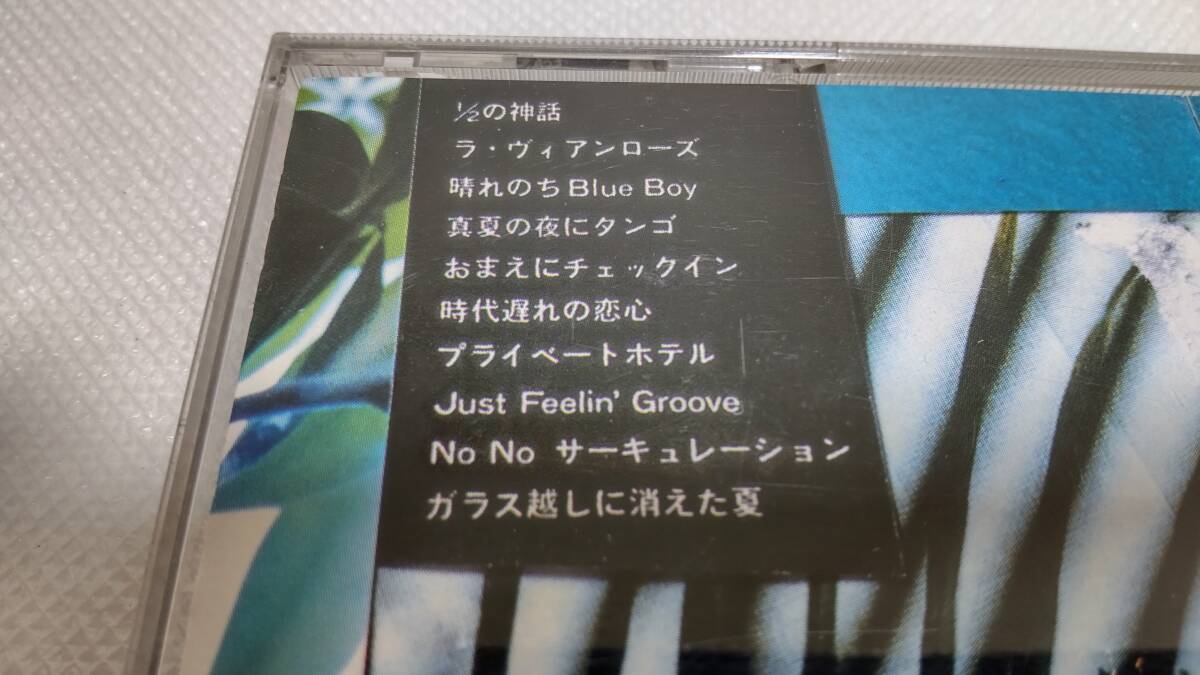 ½の神話
ラ・ヴィアンローズ
晴れのちBlue Boy
真夏の夜にタンゴ
おまえにチェックイン
時代遅れの恋心
プライベートホテル
Just Feelin' Groove
No No サーキュレーション
ガラス越しに消えた夏